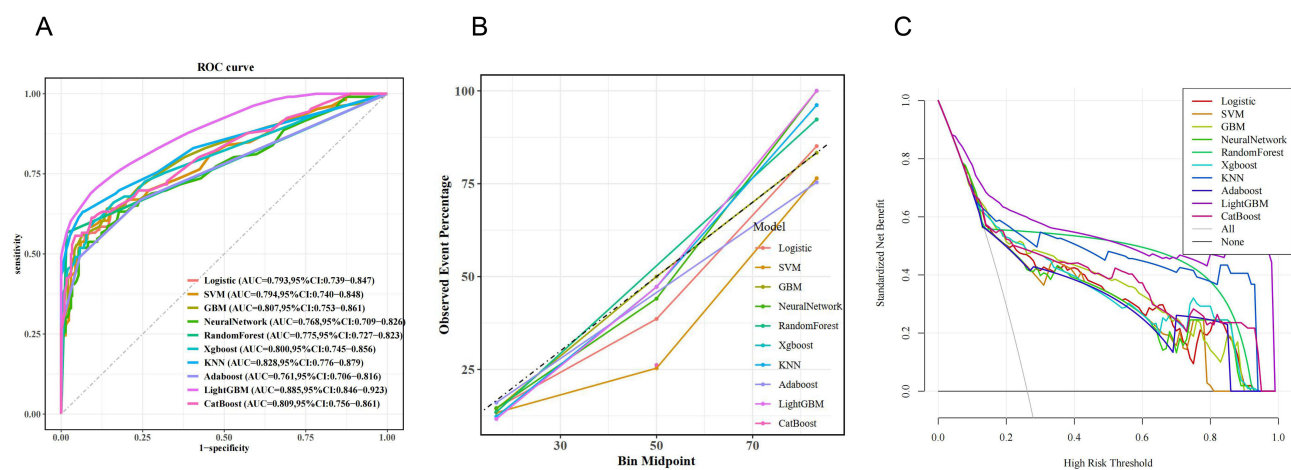 A
B
C
ROC curve
1.00
0.75
0.50
0.25
0.00
sensitivity
Logistic (AUC=0.793,95%CI:0.739−0.847)
SVM (AUC=0.794,95%CI:0.740−0.848)
GBM (AUC=0.807,95%CI:0.753−0.861)
NeuralNetwork (AUC=0.768,95%CI:0.709−0.826)
RandomForest (AUC=0.775,95%CI:0.727−0.823)
Xgboost (AUC=0.800,95%CI:0.745−0.856)
KNN (AUC=0.828,95%CI:0.776−0.879)
Adaboost (AUC=0.761,95%CI:0.706−0.816)
LightGBM (AUC=0.885,95%CI:0.846−0.923)
CatBoost (AUC=0.809,95%CI:0.756−0.861)
0.00
0.25
0.50
0.75
1.00
1−specificity
100
75
50
25
Observed Event Percentage
Model
Logistic
SVM
GBM
NeuralNetwork
RandomForest
Xgboost
KNN
Adaboost
LightGBM
CatBoost
30
50
70
Bin Midpoint
1.0
0.8
0.6
0.4
0.2
0.0
Standardized Net Benefit
Logistic
SVM
GBM
NeuralNetwork
RandomForest
Xgboost
KNN
Adaboost
LightGBM
CatBoost
All
None
0.0
0.2
0.4
0.6
0.8
1.0
High Risk Threshold